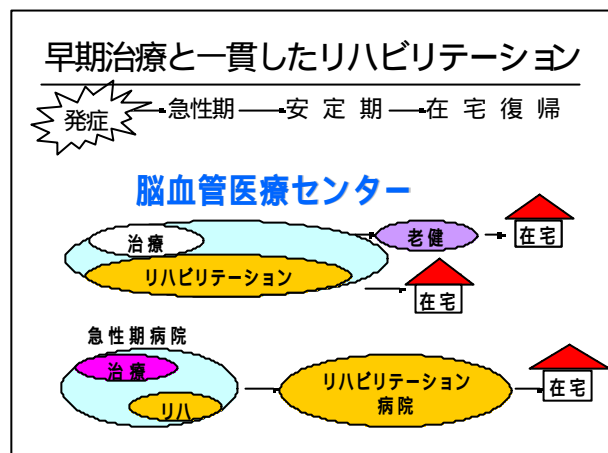 早期治療と一貫したリハビリテーション
発症 急性期 安定期 在宅復帰
脳血管医療センター
治療
老健
在宅
リハビリテーション
在宅
急性期病院
治療
リハ
リハビリテーション
病院
在宅